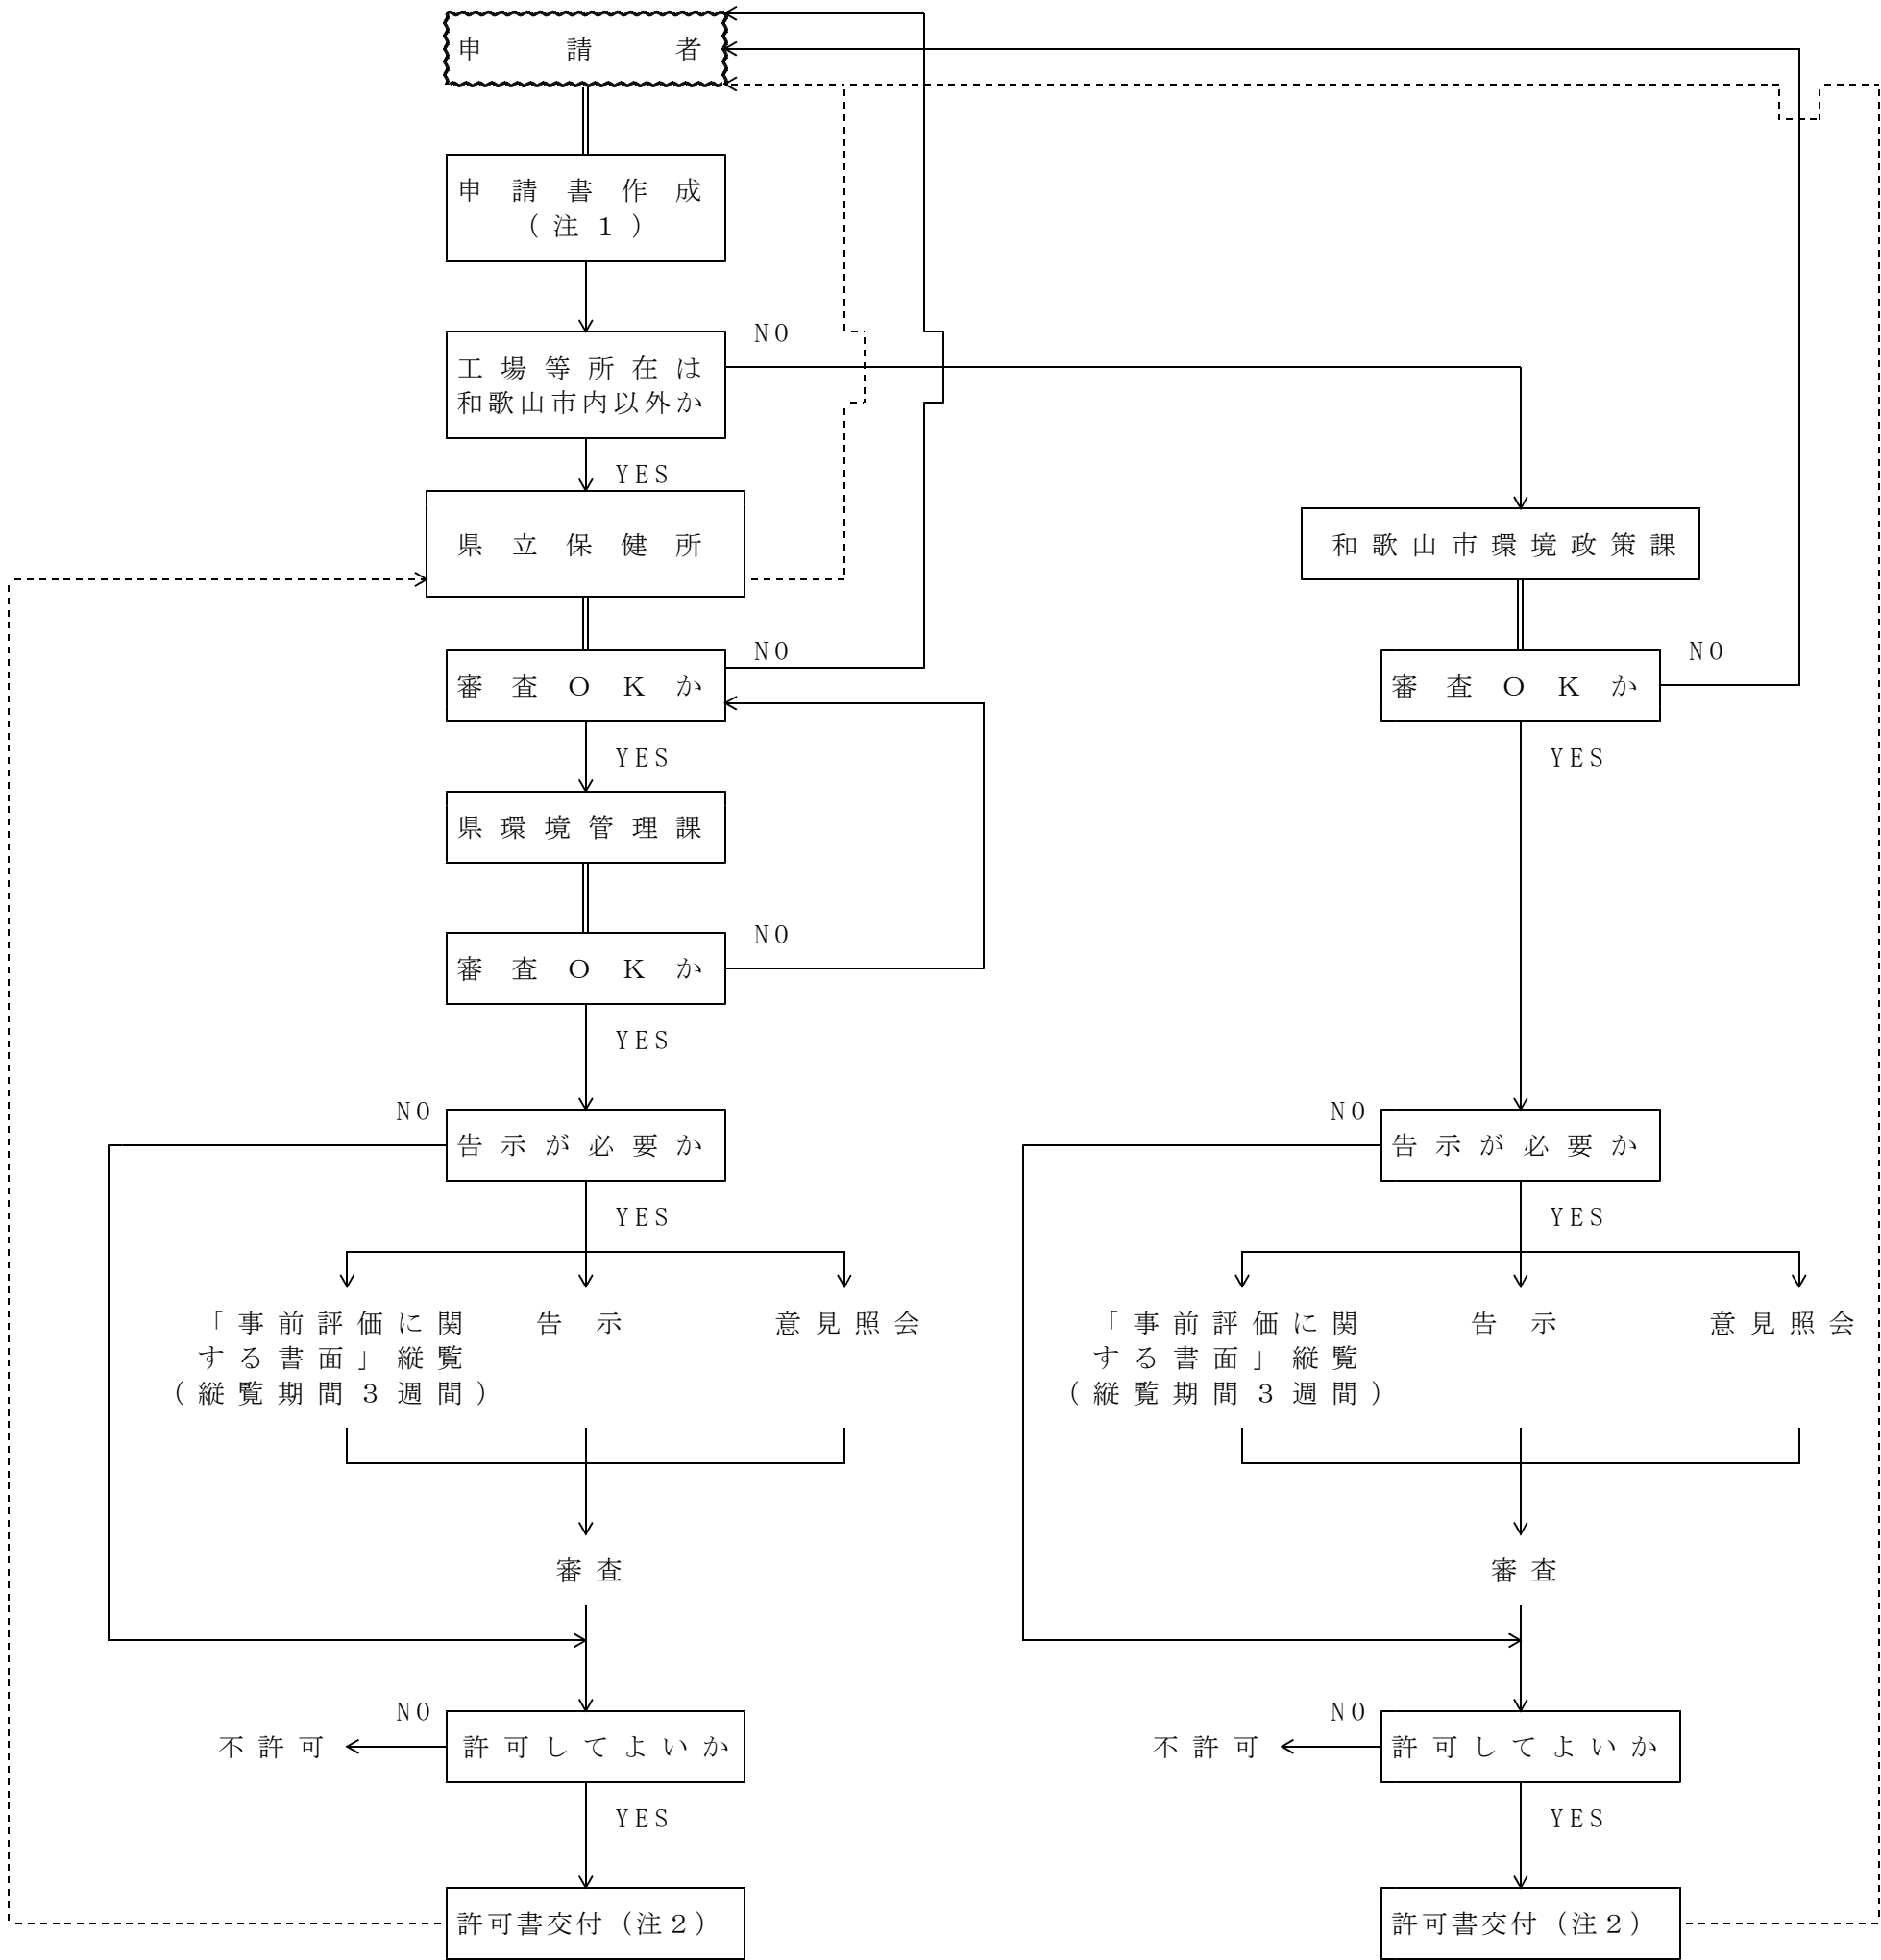 申請者
申請書作成
（注１）
NO
工場等所在は
和歌山市内以外か
YES
県立保健所
和歌山市環境政策課
NO
NO
審査ＯＫか
審査ＯＫか
YES
YES
県環境管理課
NO
審査ＯＫか
YES
NO
NO
告示が必要か
告示が必要か
YES
YES
「事前評価に関
する書面」縦覧
（縦覧期間３週間）
告示
意見照会
「事前評価に関
する書面」縦覧
（縦覧期間３週間）
告示
意見照会
審査
審査
NO
NO
不許可
許可してよいか
不許可
許可してよいか
YES
YES
許可書交付（注２）
許可書交付（注２）